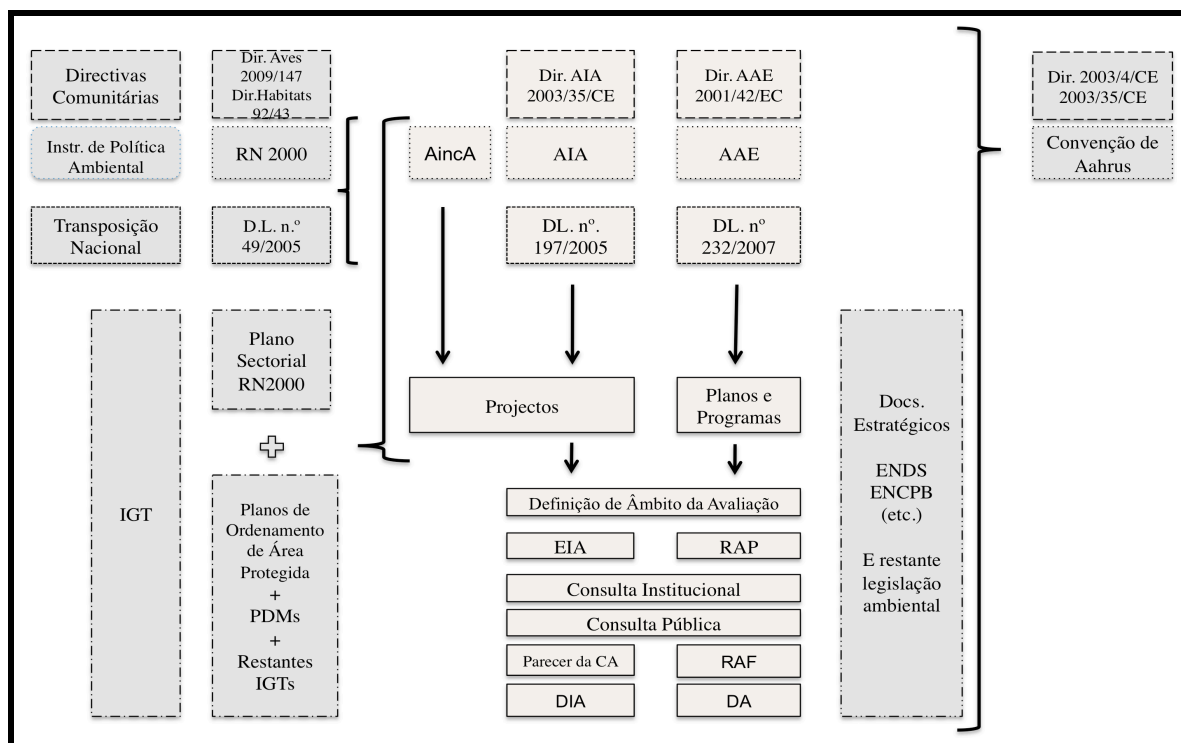 Directivas
Comunitárias
Dir. Aves
2009/147
Dir.Habitats
92/43
Dir. AIA
2003/35/CE
Dir. AAE
2001/42/EC
Dir. 2003/4/CE
2003/35/CE
Instr. de Política
Ambiental
RN 2000
AincA
AIA
AAE
Convenção de
Aahrus
Transposição
Nacional
D.L. n.º
49/2005
DL. nº.
197/2005
DL. nº
232/2007
IGT
Plano
Sectorial
RN2000
Planos de
Ordenamento
de Área
Protegida
+
PDMs
+
Restantes
IGTs
Projectos
Planos e
Programas
Definição de Âmbito da Avaliação
EIA
RAP
Consulta Institucional
Consulta Pública
Parecer da CA
RAF
DIA
DA
Docs.
Estratégicos
ENDS
ENCPB
(etc.)
E restante
legislação
ambiental